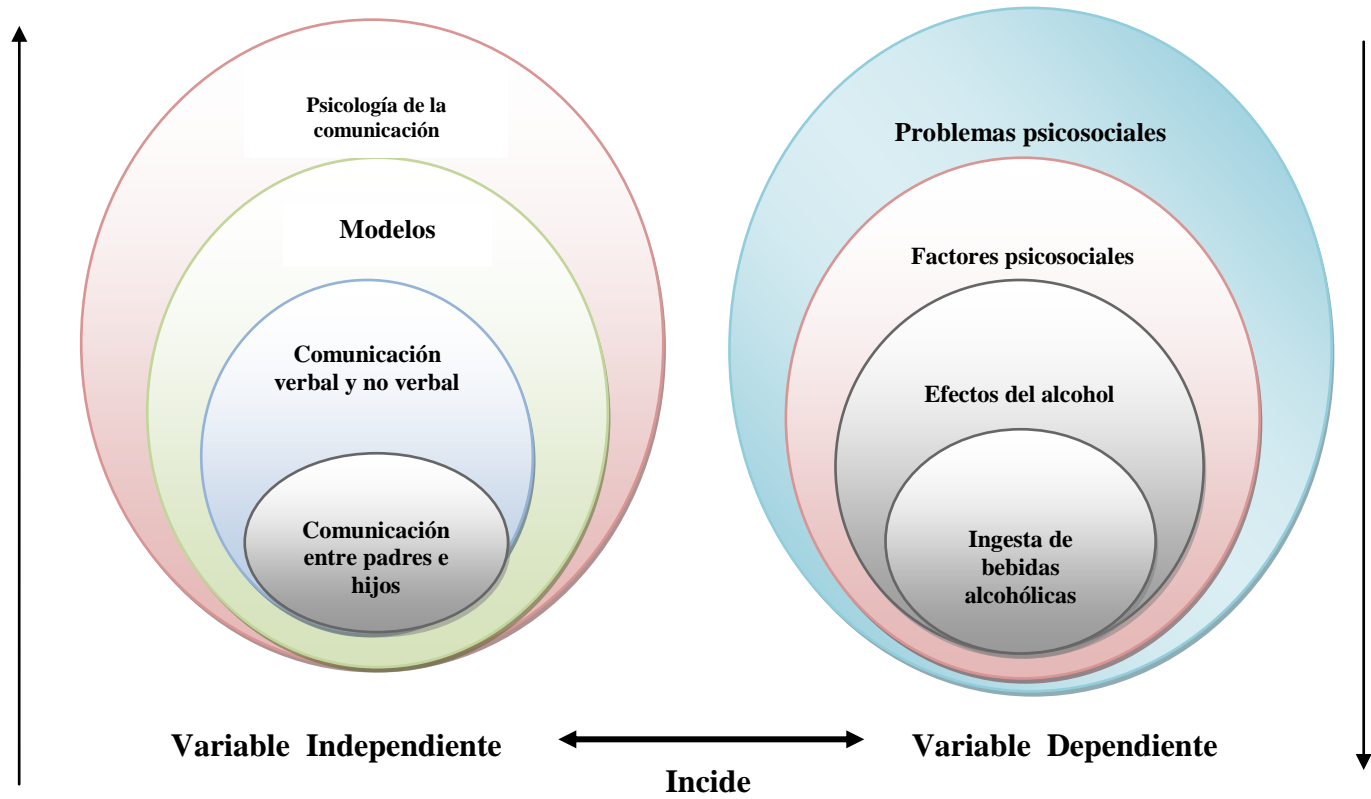 Psicología de la
comunicación
Modelos
Comunicación
verbal y no verbal
Comunicación
entre padres e
hijos
Problemas psicosociales
Factores psicosociales
Efectos del alcohol
Ingesta de
bebidas
alcohólicas
Variable Independiente
Incide
Variable Dependiente